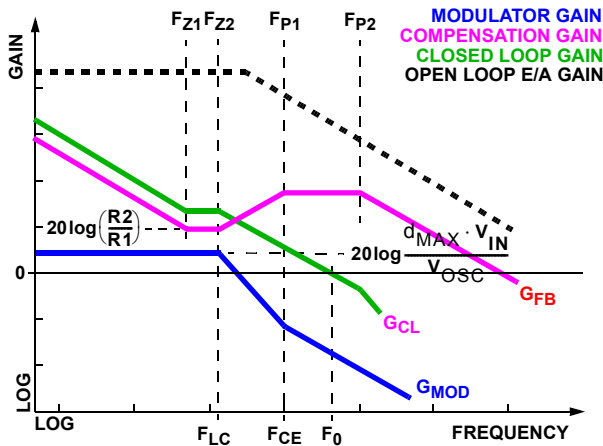 MODULATOR GAIN
COMPENSATION GAIN
CLOSED LOOP GAIN
OPEN LOOP E/A GAIN
FZ1 FZ2 FP1 FP2
GAIN
20log(R2/R1)
20log dMAX · VIN / VOSC
0
GFB
GCL
GMOD
LOG
LOG
FLC FCE F0
FREQUENCY